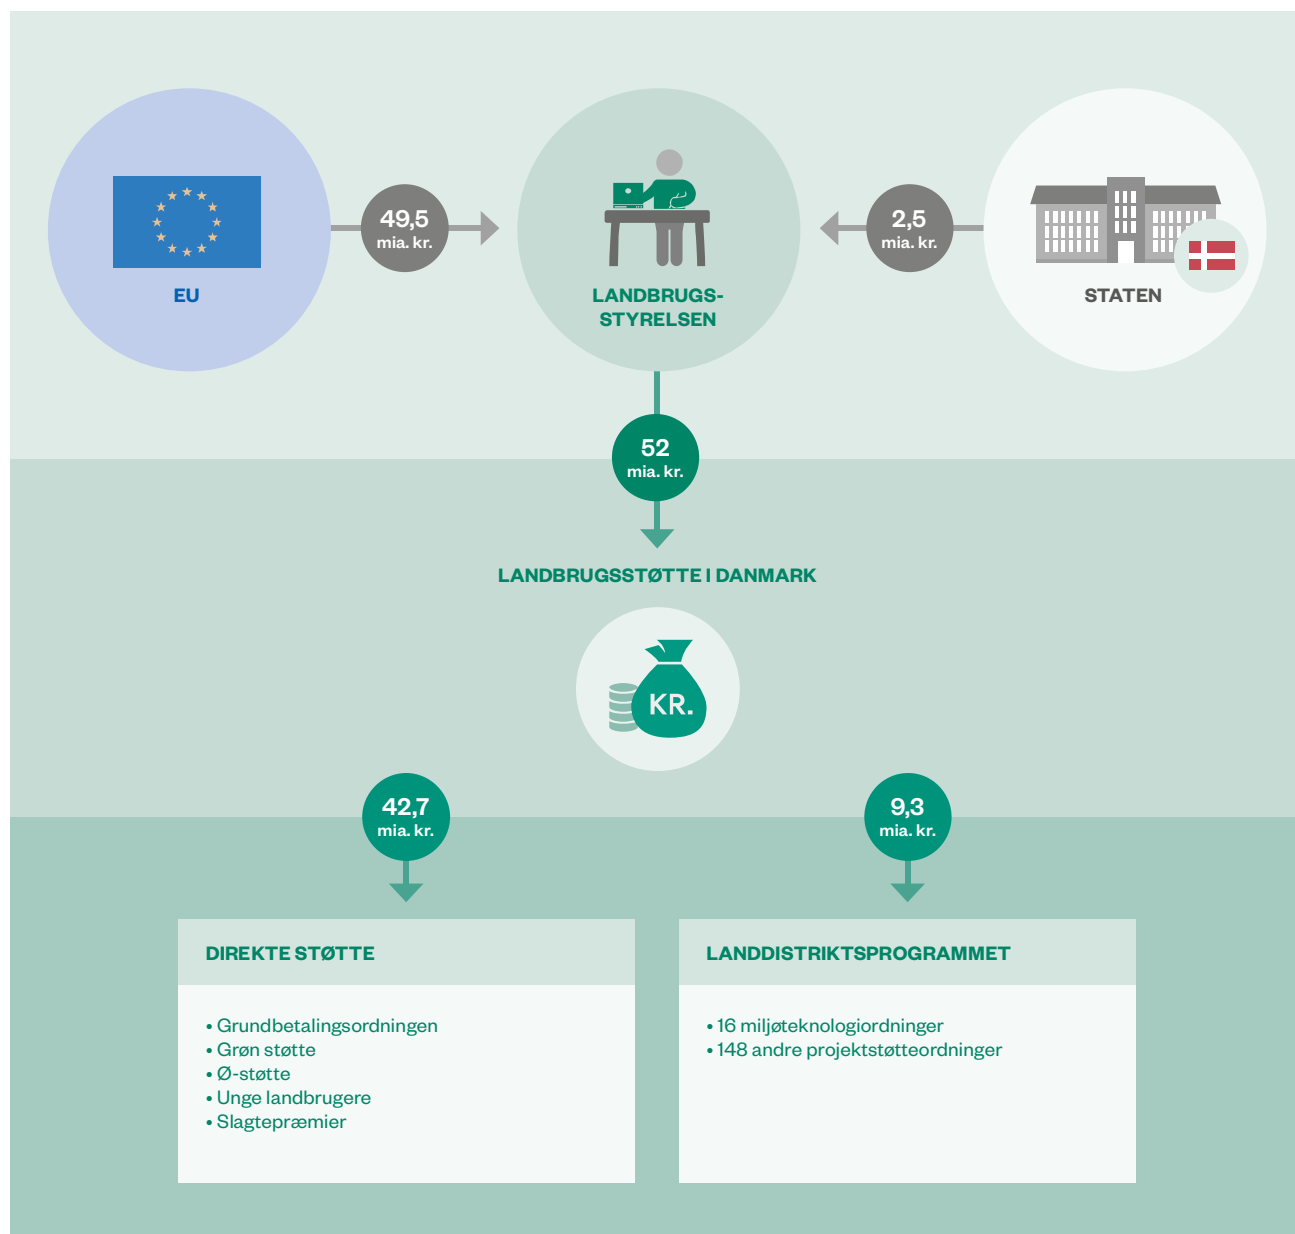 49,5
mia. kr.
2,5
mia. kr.
EU
LANDBRUGS-
STYRELSEN
STATEN
52
mia. kr.
LANDBRUGSSTØTTE I DANMARK
KR.
42,7
mia. kr.
9,3
mia. kr.
DIREKTE STØTTE
• Grundbetalingsordningen
• Grøn støtte
• Ø-støtte
• Unge landbrugere
• Slagtepræmier
LANDDISTRIKTSPROGRAMMET
• 16 miljøteknologiordninger
• 148 andre projektstøtteordninger